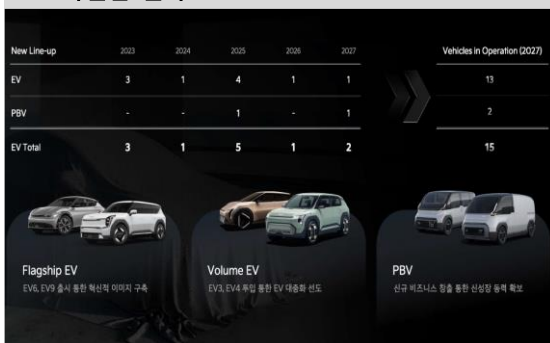 New Line-up 2023 2024 2025 2026 2027 Vehicles in Operation (2027)
EV 3 1 4 1 1 13
PBV - - 1 - 1 2
EV Total 3 1 5 1 2 15
Flagship EV
EV6, EV9 출시 통한 혁신적 이미지 구축
Volume EV
EV3, EV4 투입 통한 EV 대중화 선도
PBV
신규 비즈니스 창출 통한 신성장 동력 확보